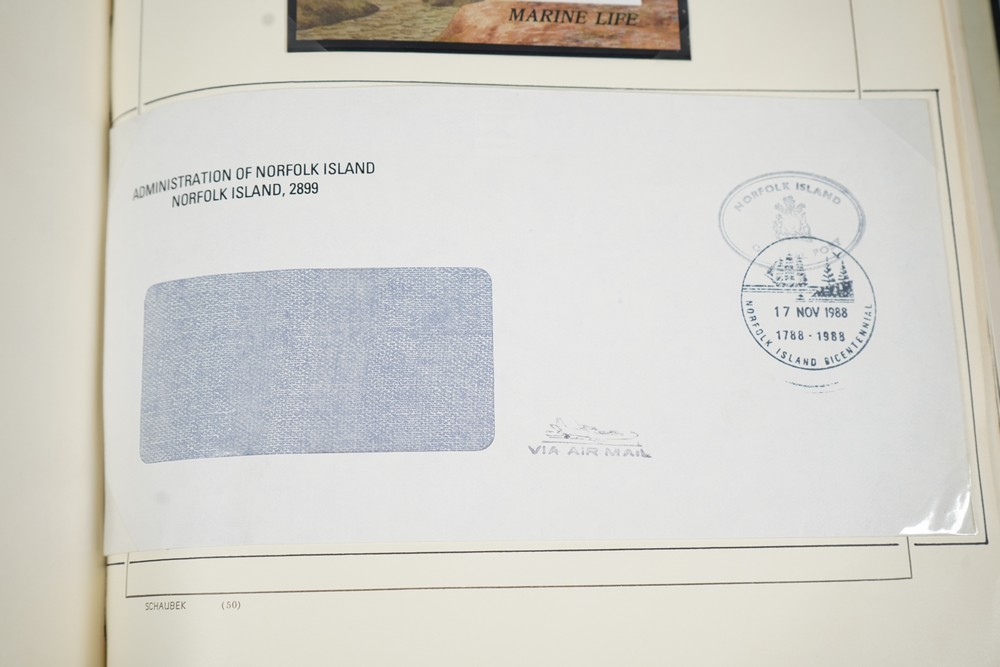 MARINE LIFE
ADMINISTRATION OF NORFOLK ISLAND
NORFOLK ISLAND, 2899
NORFOLK ISLAND
17 NOV 1988
1788 - 1988
NORFOLK ISLAND BICENTENNIAL
VIA AIR MAIL
SCHAUBEK (50)